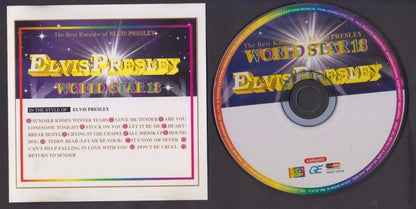 The Best Karaoke of ELVIS PRESLEY
ELVIS PRESLEY
WORLD STAR 18
IN THE STYLE OF ELVIS PRESLEY
SUMMER KISSES WINTER TEARS LOVE ME TENDER ARE YOU
LONESOME TONIGHT STUCK ON YOU LET IT BE ME HEART-
BREAK HOTEL CRYING IN THE CHAPEL ALL SHOOK UP HOUND
DOG TEDDY BEAR (LET ME BE YOUR) IT'S NOW OR NEVER
CAN'T HELP FALLING IN LOVE WITH YOU DON'T BE CRUEL
RETURN TO SENDER
The Best Karaoke of ELVIS PRESLEY
WORLD STAR 18
ELVIS PRESLEY
KARAOKE
GE